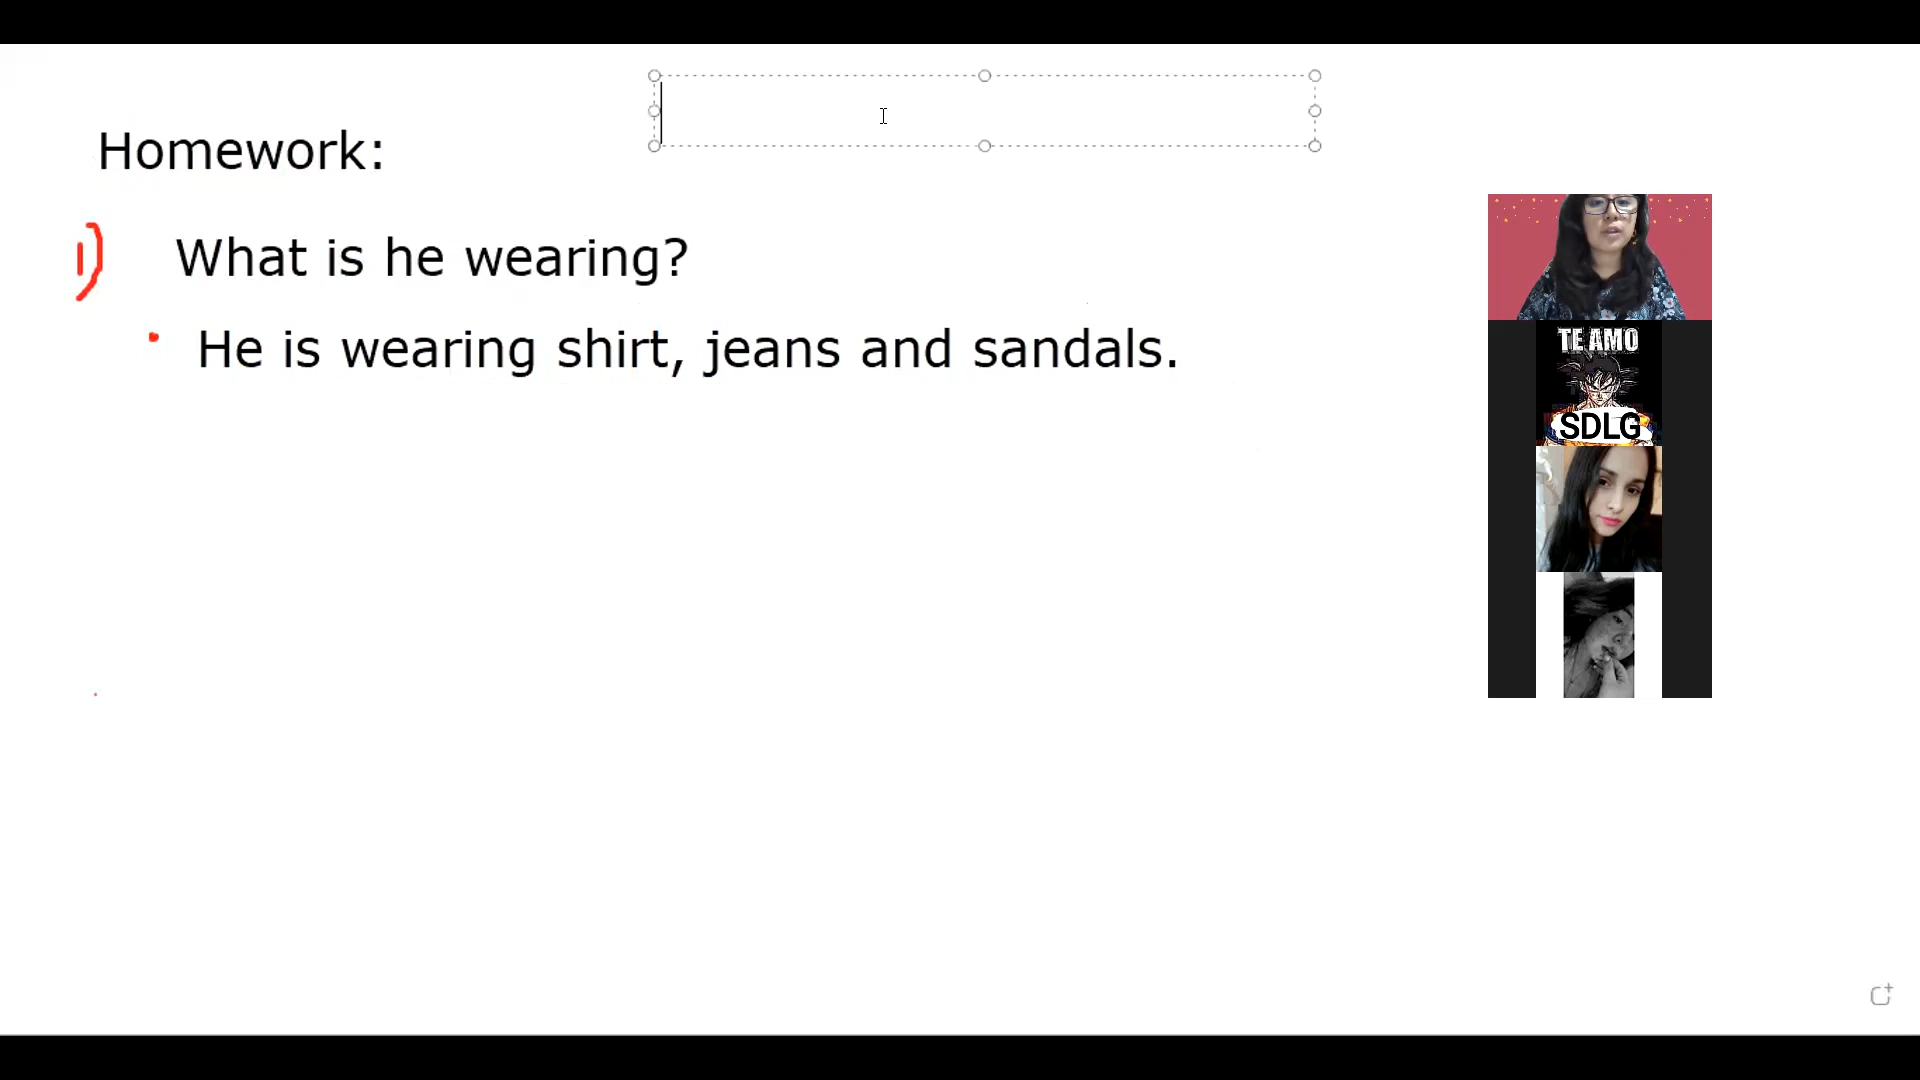 Homework:
1) What is he wearing?
He is wearing shirt, jeans and sandals.
TE AMO
SDLG